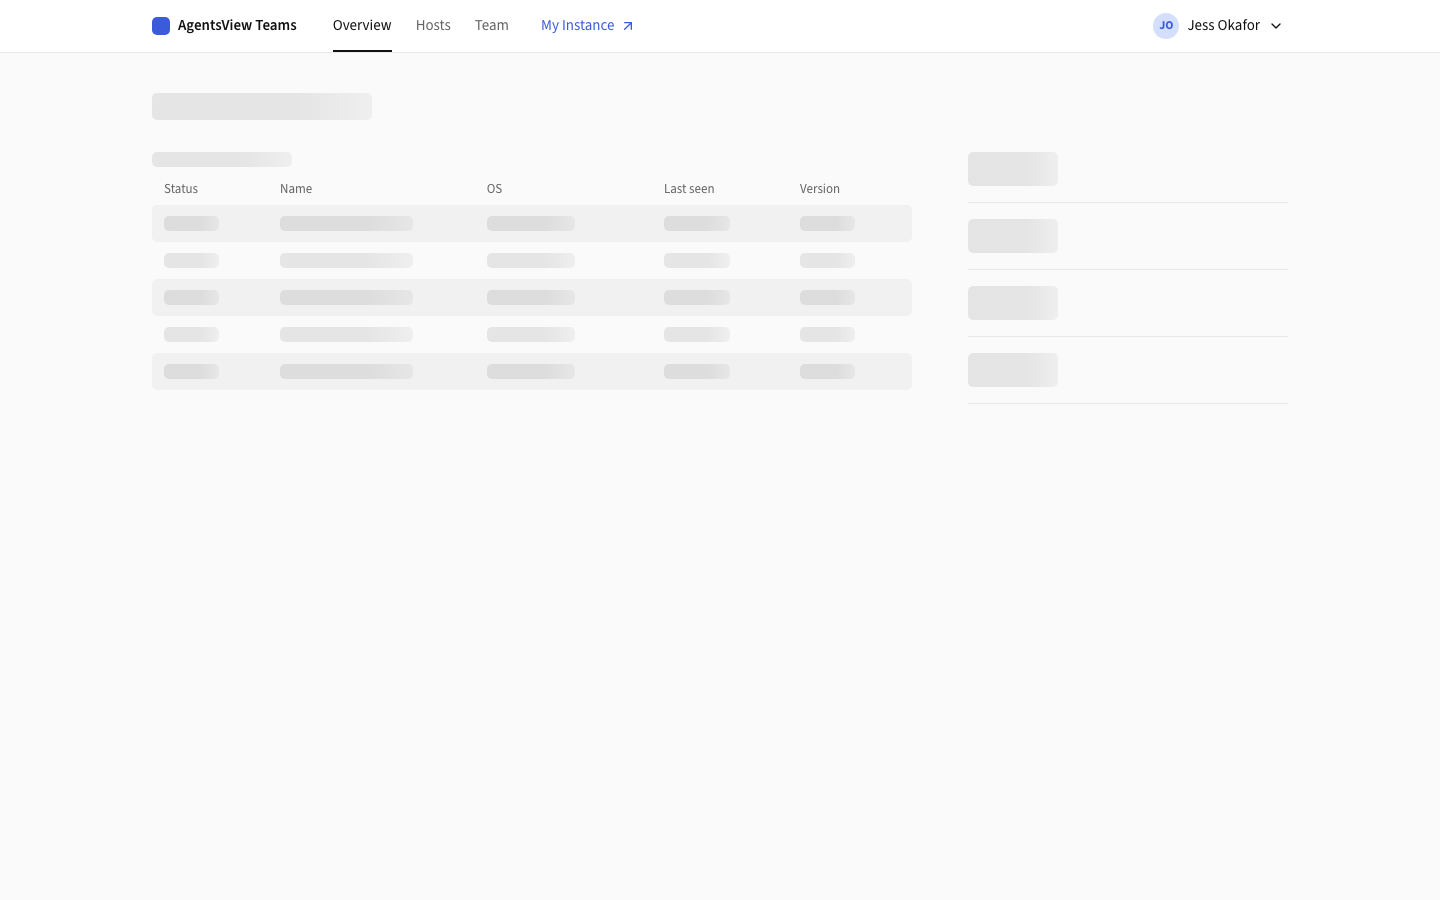 AgentsView Teams
Overview
Hosts
Team
My Instance
JO
Jess Okafor
Status
Name
OS
Last seen
Version